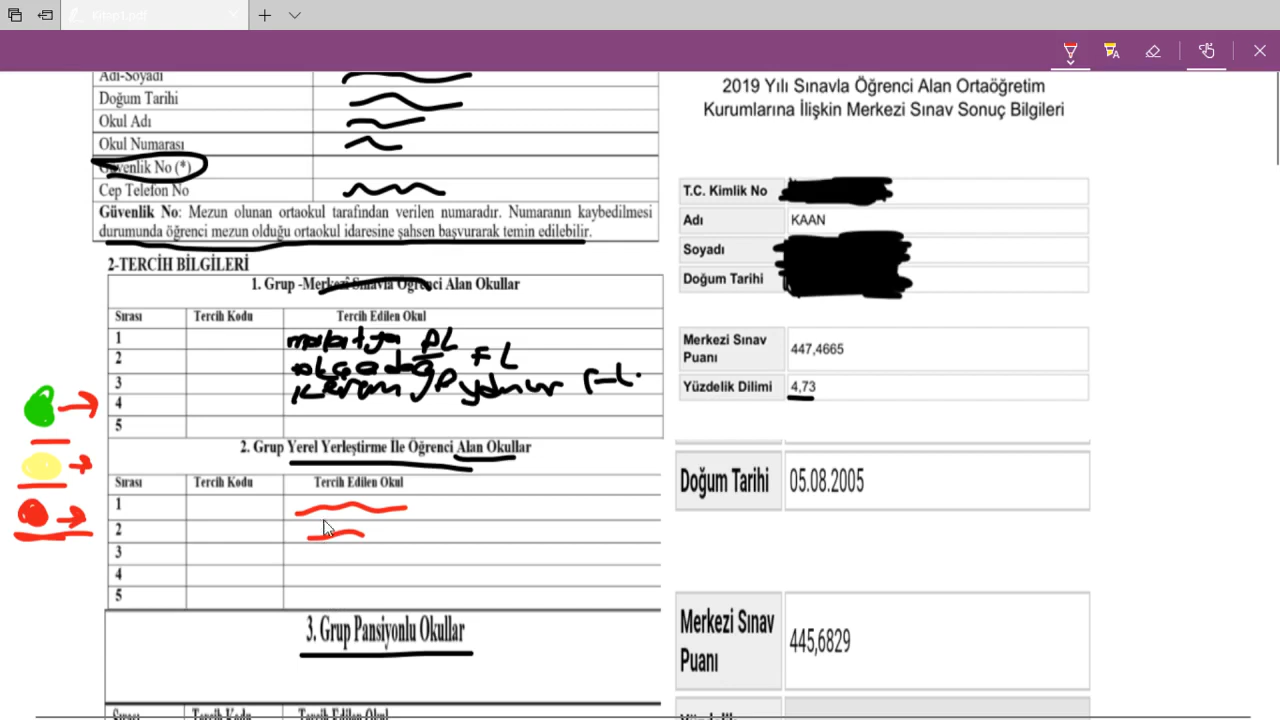 Kitap1.pdf
Adı-Soyadı
Doğum Tarihi
Okul Adı
Okul Numarası
Güvenlik No (*)
Cep Telefon No
Güvenlik No: Mezun olunan ortaokul tarafından verilen numaradır. Numaranın kaybedilmesi
durumunda öğrenci mezun olduğu ortaokul idaresine şahsen başvurarak temin edilebilir.
2-TERCİH BİLGİLERİ
1. Grup -Merkezî Sınavla Öğrenci Alan Okullar
Sırası Tercih Kodu Tercih Edilen Okul
1 malatya
2 FL
3
4
5
2. Grup Yerel Yerleştirme İle Öğrenci Alan Okullar
Sırası Tercih Kodu Tercih Edilen Okul
1
2
3
4
5
3. Grup Pansiyonlu Okullar
Sırası Tercih Kodu Tercih Edilen Okul
2019 Yılı Sınavla Öğrenci Alan Ortaöğretim
Kurumlarına İlişkin Merkezi Sınav Sonuç Bilgileri
T.C. Kimlik No
Adı KAAN
Soyadı
Doğum Tarihi
Merkezi Sınav
Puanı 447,4665
Yüzdelik Dilimi 4,73
Doğum Tarihi 05.08.2005
Merkezi Sınav
Puanı 445,6829